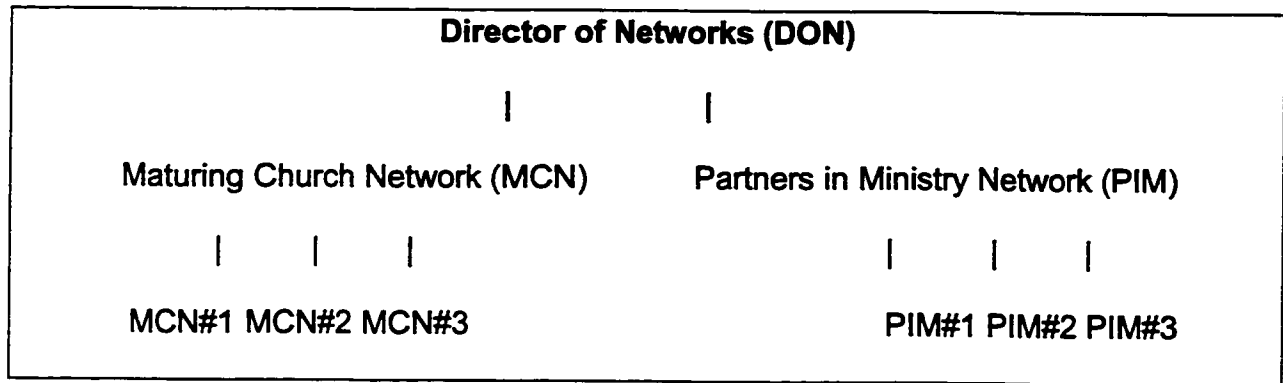 Director of Networks (DON)
Maturing Church Network (MCN) Partners in Ministry Network (PIM)
MCN#1 MCN#2 MCN#3 PIM#1 PIM#2 PIM#3